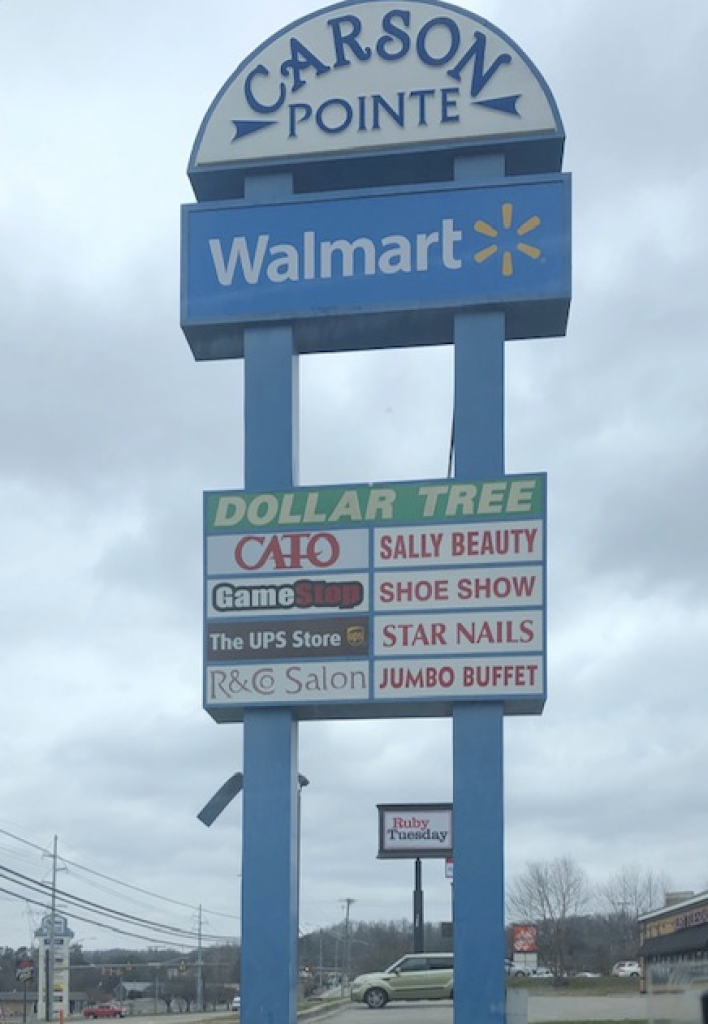 CARSON
POINTE
Walmart
DOLLAR TREE
CATO
SALLY BEAUTY
GameStop
SHOE SHOW
The UPS Store
ups
STAR NAILS
R&Co Salon
JUMBO BUFFET
Ruby
Tuesday